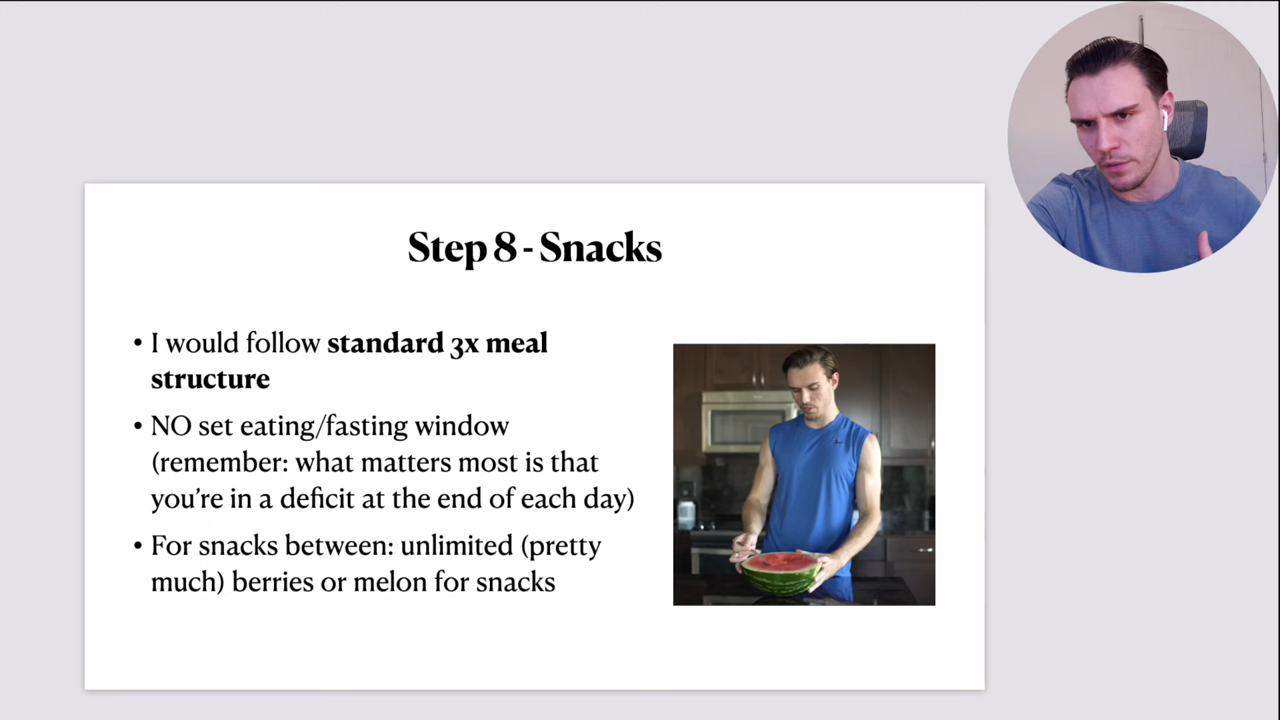 Step 8 - Snacks
• I would follow standard 3x meal
structure
• NO set eating/fasting window
(remember: what matters most is that
you're in a deficit at the end of each day)
• For snacks between: unlimited (pretty
much) berries or melon for snacks